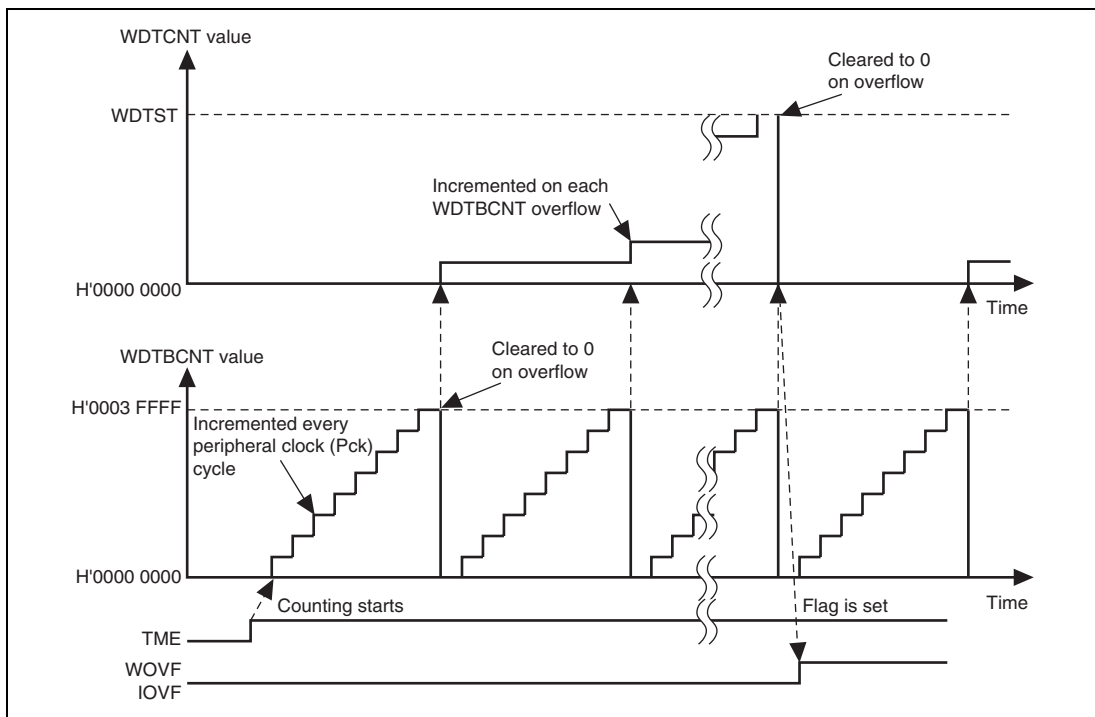 WDTCNT value
Cleared to 0
on overflow
WDTST
Incremented on each
WDTBCNT overflow
H'0000 0000
Time
WDTBCNT value
Cleared to 0
on overflow
H'0003 FFFF
Incremented every
peripheral clock (Pck)
cycle
H'0000 0000
Time
Counting starts
Flag is set
TME
WOVF
IOVF